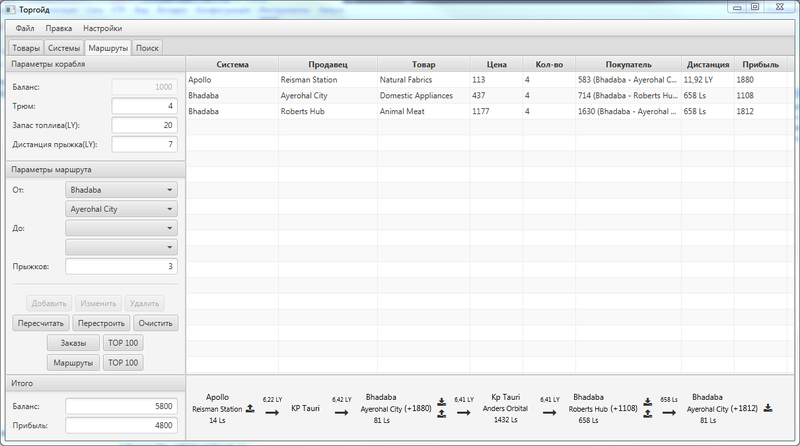 Торгойд
Файл Правка Настройки
Товары Системы Маршруты Поиск
Параметры корабля
Баланс: 1000
Трюм: 4
Запас топлива(LY): 20
Дистанция прыжка(LY): 7
Параметры маршрута
От: Bhadaba
Ayerohal City
До:
Прыжков: 3
Добавить Изменить Удалить
Пересчитать Перестроить Очистить
Заказы TOP 100
Маршруты TOP 100
Итого
Баланс: 5800
Прибыль: 4800
Система Продавец Товар Цена Кол-во Покупатель Дистанция Прибыль
Apollo Reisman Station Natural Fabrics 113 4 583 (Bhadaba - Ayerohal C... 11,92 LY 1880
Bhadaba Ayerohal City Domestic Appliances 437 4 714 (Bhadaba - Roberts Hu... 658 Ls 1108
Bhadaba Roberts Hub Animal Meat 1177 4 1630 (Bhadaba - Ayerohal ... 658 Ls 1812
Apollo
Reisman Station
14 Ls
6,22 LY
KP Tauri
6,42 LY
Bhadaba
Ayerohal City (+1880)
81 Ls
6,41 LY
Kp Tauri
Anders Orbital
1432 Ls
6,41 LY
Bhadaba
Roberts Hub (+1108)
658 Ls
658 Ls
Bhadaba
Ayerohal City (+1812)
81 Ls